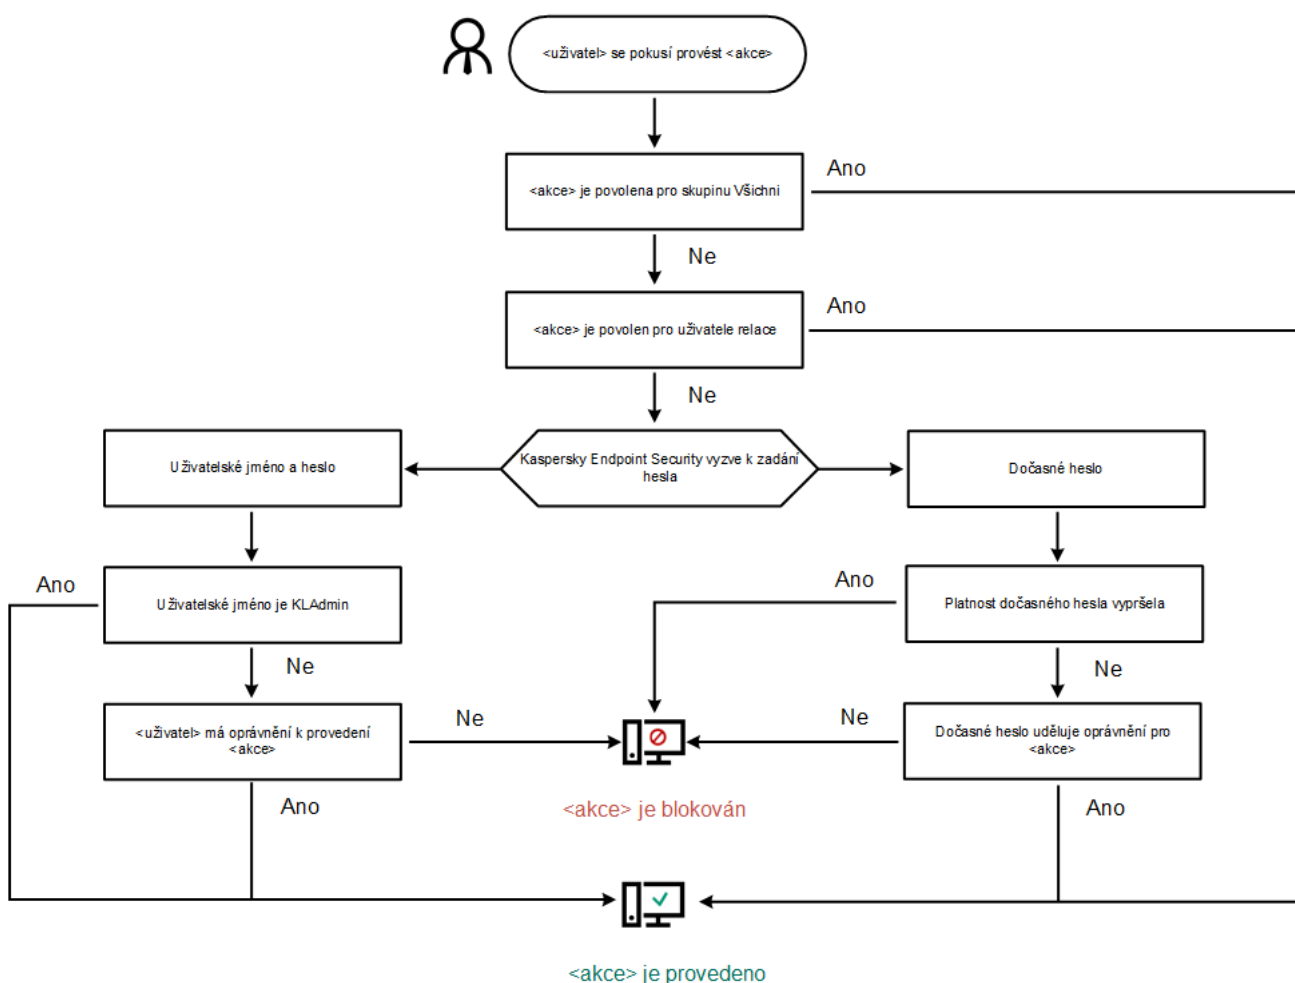 <uživatel> se pokusí provést <akce>
Ano
<akce> je povolena pro skupinu Všichni
Ne
Ano
<akce> je povolen pro uživatele relace
Ne
Uživatelské jméno a heslo
Kaspersky Endpoint Security vyzve k zadání
hesla
Dočasné heslo
Ano
Uživatelské jméno je KLAdmin
Ano
Platnost dočasného hesla vypršela
Ne
Ne
<uživatel> má oprávnění k provedení
<akce>
Ne
Ne
Dočasné heslo uděluje oprávnění pro
<akce>
Ano
<akce> je blokován
Ano
<akce> je provedeno